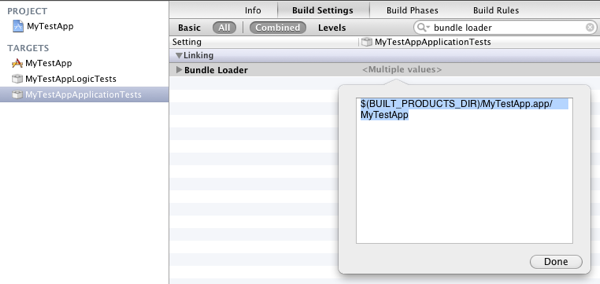 PROJECT
MyTestApp
TARGETS
MyTestApp
MyTestAppLogicTests
MyTestAppApplicationTests
Info Build Settings Build Phases Build Rules
Basic All Combined Levels bundle loader
Setting MyTestAppApplicationTests
Linking
Bundle Loader <Multiple values>
$(BUILT_PRODUCTS_DIR)/MyTestApp.app/
MyTestApp
Done